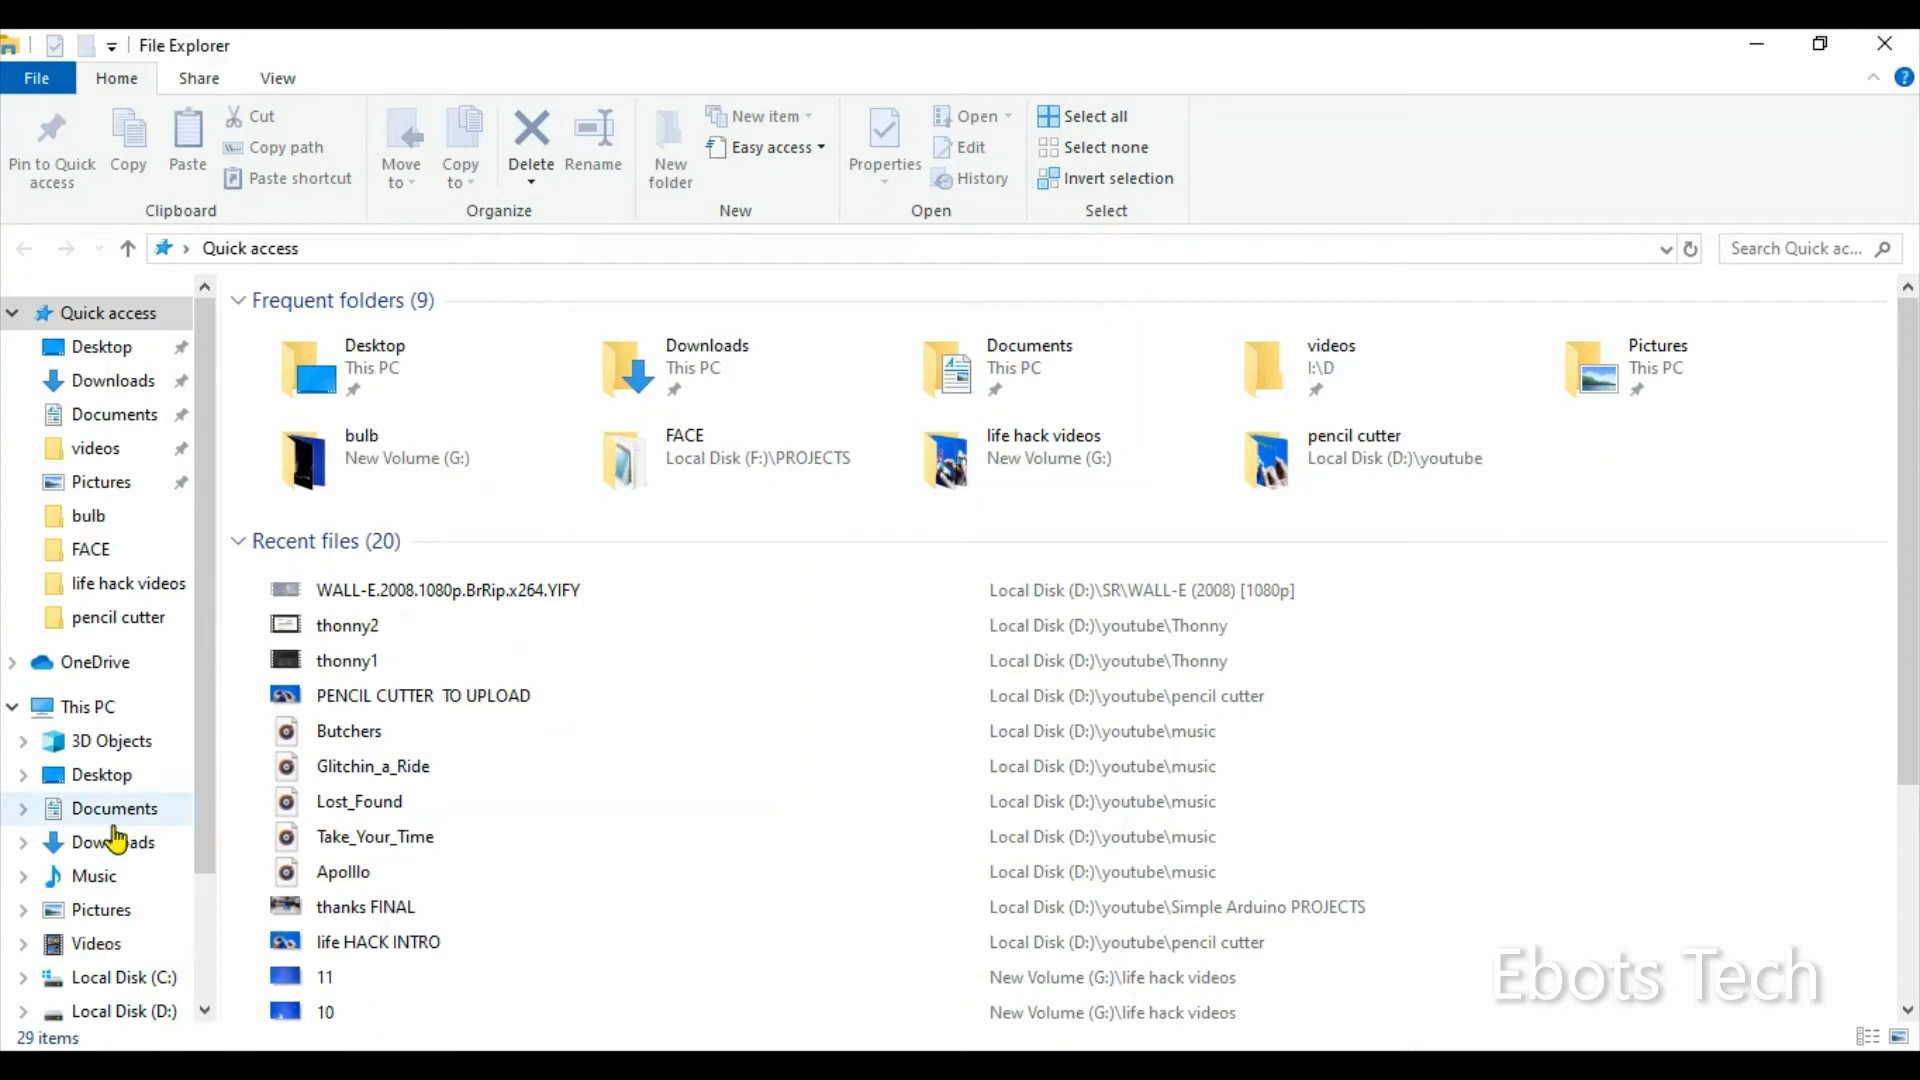 File Explorer
File Home Share View
Pin to Quick access
Copy
Paste
Cut
Copy path
Paste shortcut
Clipboard
Move to
Copy to
Delete
Rename
Organize
New folder
New item
Easy access
New
Properties
Open
Edit
History
Open
Select all
Select none
Invert selection
Select
Quick access
Search Quick ac...
Quick access
Desktop
Downloads
Documents
videos
Pictures
bulb
FACE
life hack videos
pencil cutter
OneDrive
This PC
3D Objects
Desktop
Documents
Downloads
Music
Pictures
Videos
Local Disk (C:)
Local Disk (D:)
Frequent folders (9)
Desktop
This PC
Downloads
This PC
Documents
This PC
videos
I:\D
Pictures
This PC
bulb
New Volume (G:)
FACE
Local Disk (F:)\PROJECTS
life hack videos
New Volume (G:)
pencil cutter
Local Disk (D:)\youtube
Recent files (20)
WALL-E.2008.1080p.BrRip.x264.YIFY Local Disk (D:)\SR\WALL-E (2008) [1080p]
thonny2 Local Disk (D:)\youtube\Thonny
thonny1 Local Disk (D:)\youtube\Thonny
PENCIL CUTTER TO UPLOAD Local Disk (D:)\youtube\pencil cutter
Butchers Local Disk (D:)\youtube\music
Glitchin_a_Ride Local Disk (D:)\youtube\music
Lost_Found Local Disk (D:)\youtube\music
Take_Your_Time Local Disk (D:)\youtube\music
Apolllo Local Disk (D:)\youtube\music
thanks FINAL Local Disk (D:)\youtube\Simple Arduino PROJECTS
life HACK INTRO Local Disk (D:)\youtube\pencil cutter
11 New Volume (G:)\life hack videos
10 New Volume (G:)\life hack videos
Ebots Tech
29 items